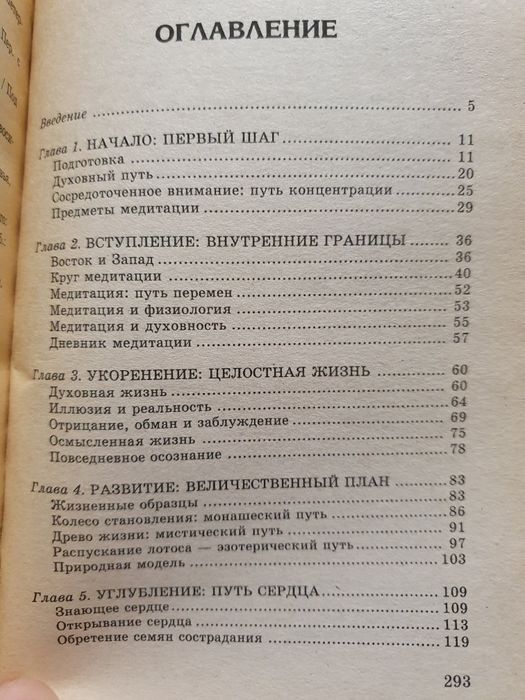 ОГЛАВЛЕНИЕ
Введение 5
Глава 1. НАЧАЛО: ПЕРВЫЙ ШАГ 11
Подготовка 11
Духовный путь 20
Сосредоточенное внимание: путь концентрации 25
Предметы медитации 29
Глава 2. ВСТУПЛЕНИЕ: ВНУТРЕННИЕ ГРАНИЦЫ 36
Восток и Запад 36
Круг медитации 40
Медитация: путь перемен 52
Медитация и физиология 53
Медитация и духовность 55
Дневник медитации 57
Глава 3. УКОРЕНЕНИЕ: ЦЕЛОСТНАЯ ЖИЗНЬ 60
Духовная жизнь 60
Иллюзия и реальность 64
Отрицание, обман и заблуждение 69
Осмысленная жизнь 75
Повседневное осознание 78
Глава 4. РАЗВИТИЕ: ВЕЛИЧЕСТВЕННЫЙ ПЛАН 83
Жизненные образцы 83
Колесо становления: монашеский путь 86
Древо жизни: мистический путь 91
Распускание лотоса — эзотерический путь 97
Природная модель 103
Глава 5. УГЛУБЛЕНИЕ: ПУТЬ СЕРДЦА 109
Знающее сердце 109
Открывание сердца 113
Обретение семян сострадания 119
293